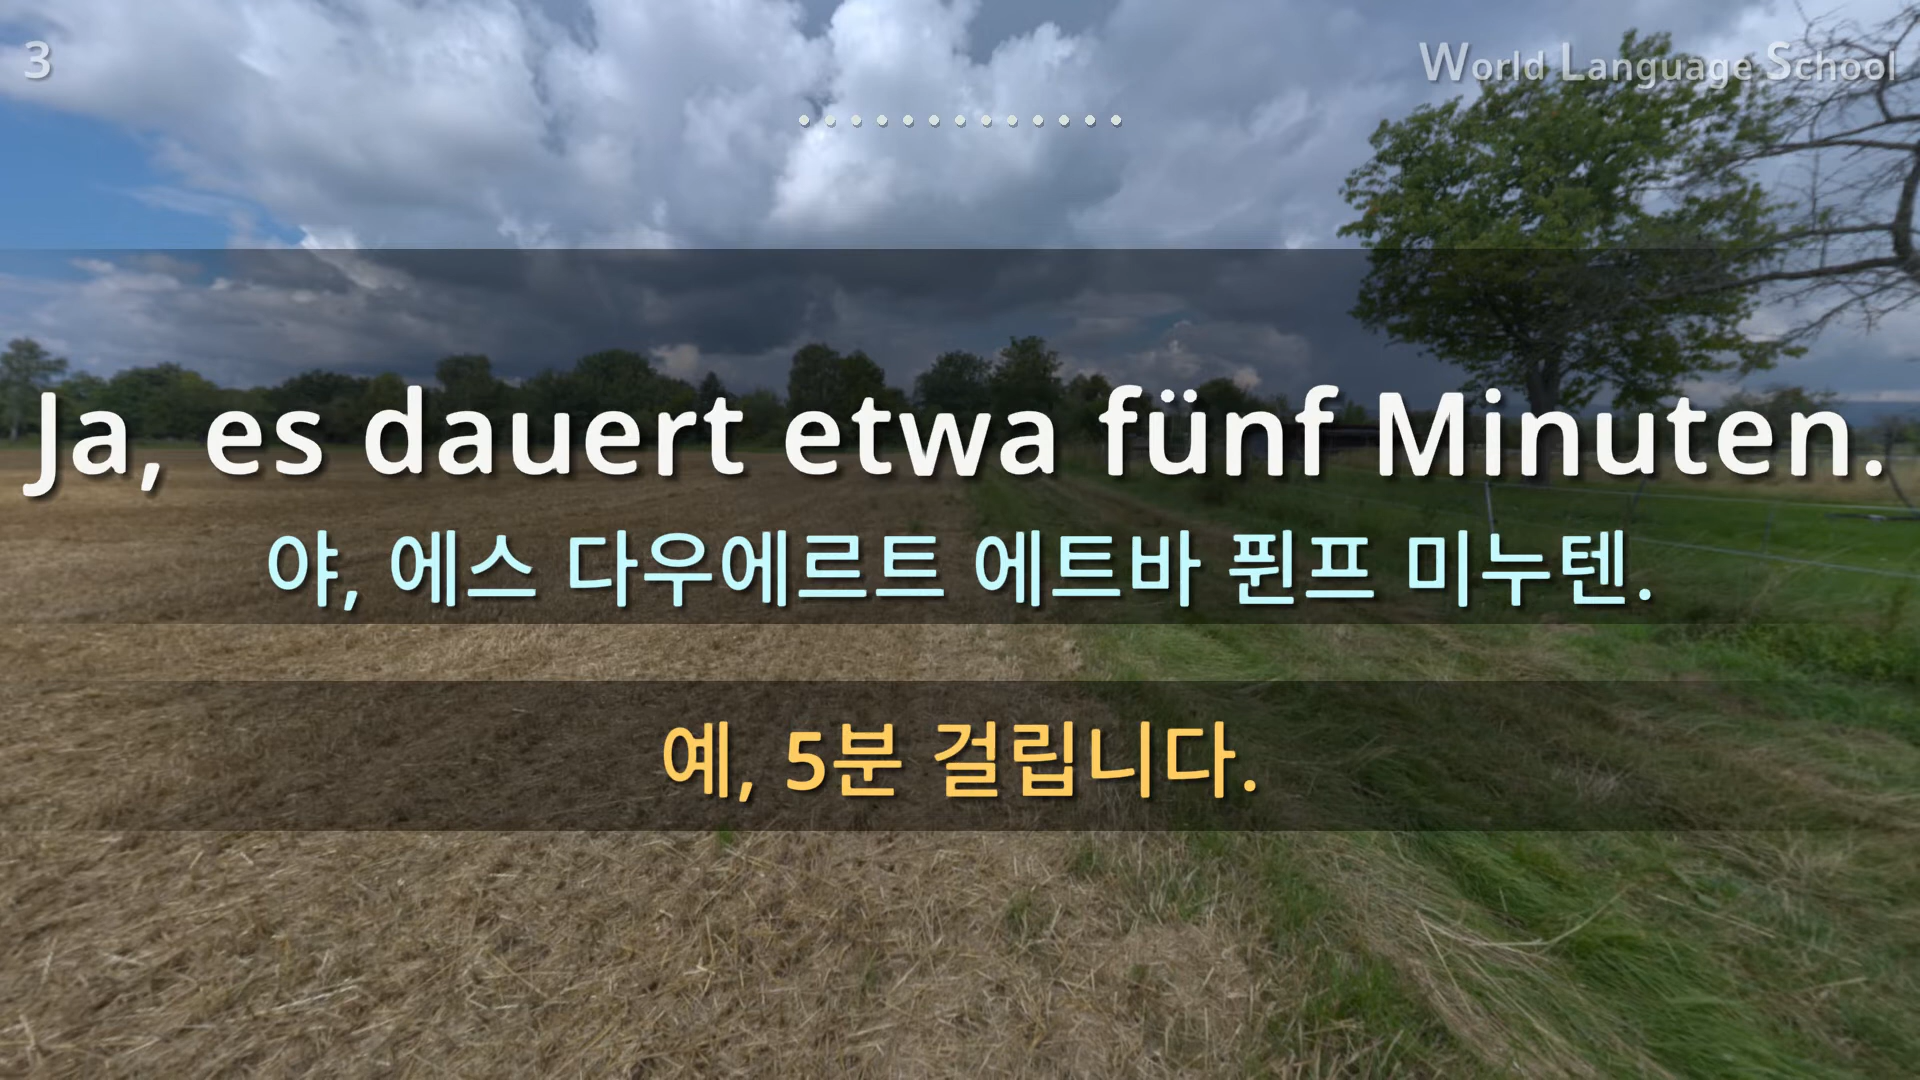 3
World Language School
Ja, es dauert etwa fünf Minuten.
야, 에스 다우에르트 에트바 퓐프 미누텐.
예, 5분 걸립니다.